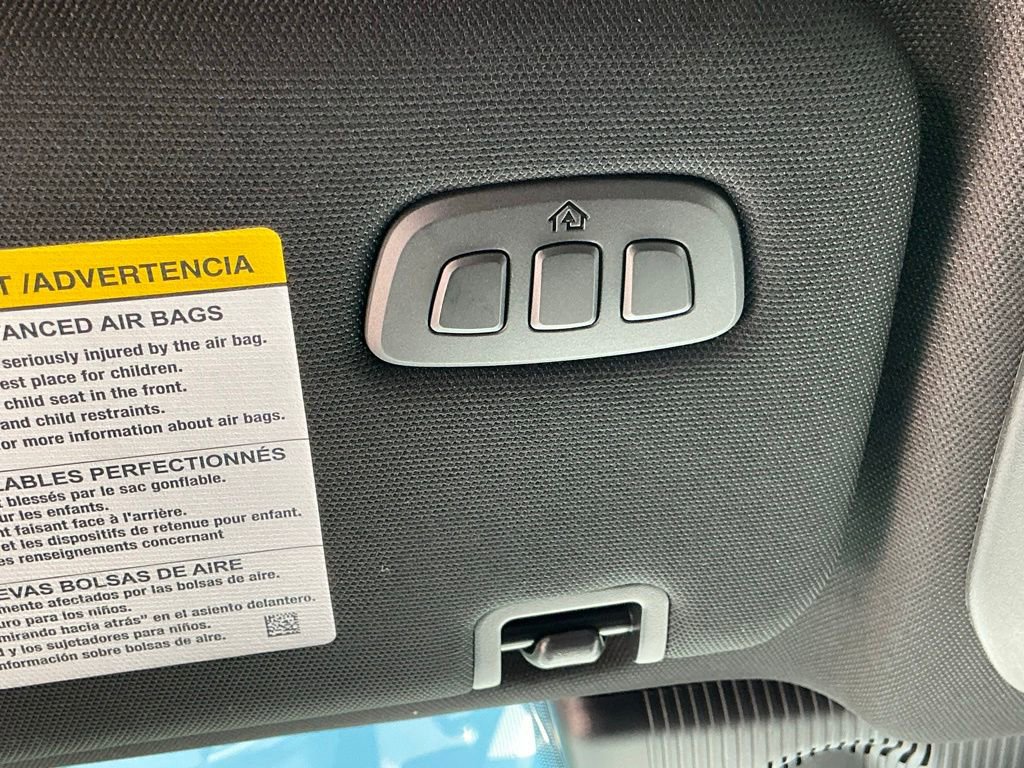 T /ADVERTENCIA
VANCED AIR BAGS
seriously injured by the air bag.
est place for children.
child seat in the front.
and child restraints.
or more information about air bags.
LABLES PERFECTIONNÉS
t blessés par le sac gonflable.
ur les enfants.
nt faisant face à l'arrière.
et les dispositifs de retenue pour enfant.
es renseignements concernant
EVAS BOLSAS DE AIRE
mente afectados por las bolsas de aire.
uro para los niños.
mirando hacia atrás" en el asiento delantero.
d y los sujetadores para niños.
nformación sobre bolsas de aire.